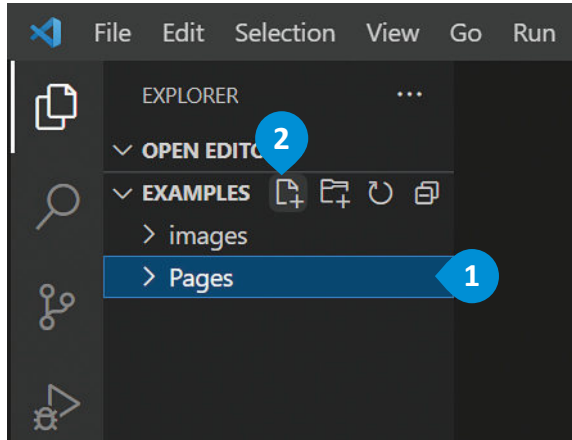 File Edit Selection View Go Run
EXPLORER ...
2
OPEN EDITO
EXAMPLES
images
Pages
1